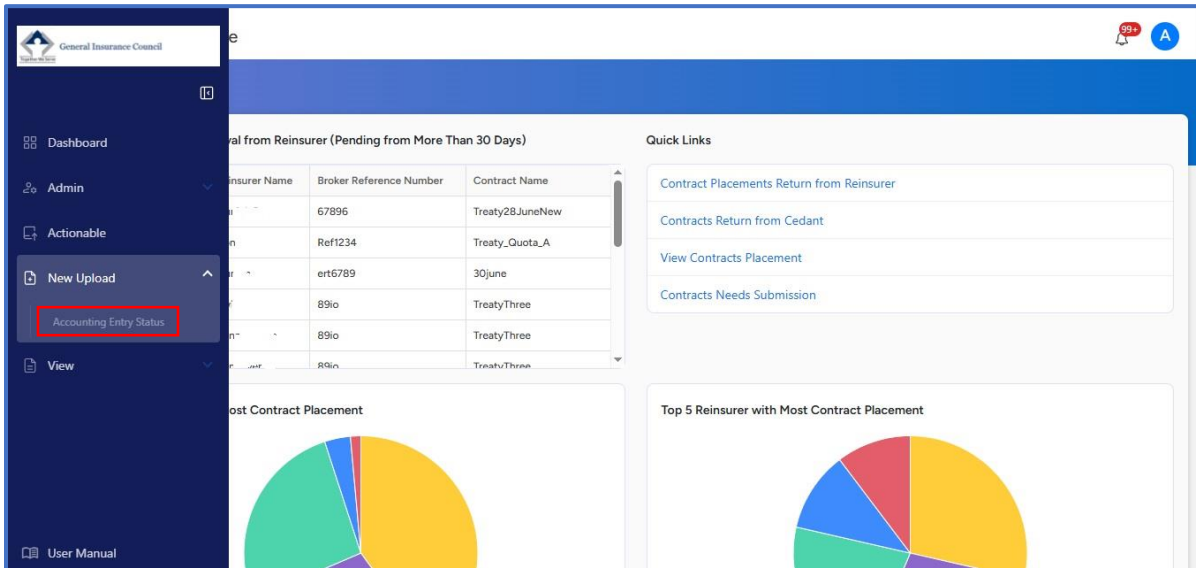 General Insurance Council
e
99+
A
Dashboard
Admin
Actionable
New Upload
Accounting Entry Status
View
User Manual
val from Reinsurer (Pending from More Than 30 Days)
insurer Name Broker Reference Number Contract Name
67896 Treaty28JuneNew
n Ref1234 Treaty_Quota_A
ert6789 30june
89io TreatyThree
89io TreatyThree
89io TreatyThree
Quick Links
Contract Placements Return from Reinsurer
Contracts Return from Cedant
View Contracts Placement
Contracts Needs Submission
ost Contract Placement
Top 5 Reinsurer with Most Contract Placement